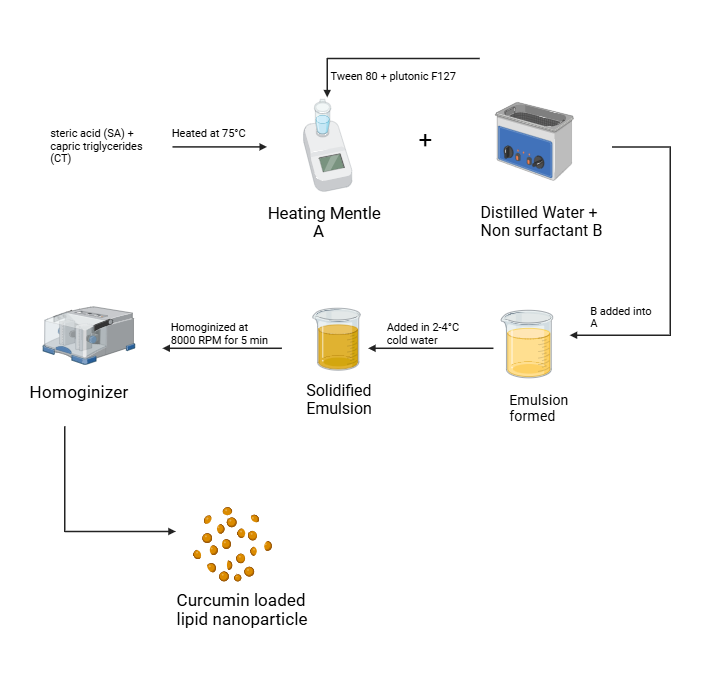 Tween 80 + plutonic F127
steric acid (SA) +
capric triglycerides
(CT)
Heated at 75°C
+
Heating Mentle
A
Distilled Water +
Non surfactant B
B added into
A
Emulsion
formed
Added in 2-4°C
cold water
Solidified
Emulsion
Homoginized at
8000 RPM for 5 min
Homoginizer
Curcumin loaded
lipid nanoparticle